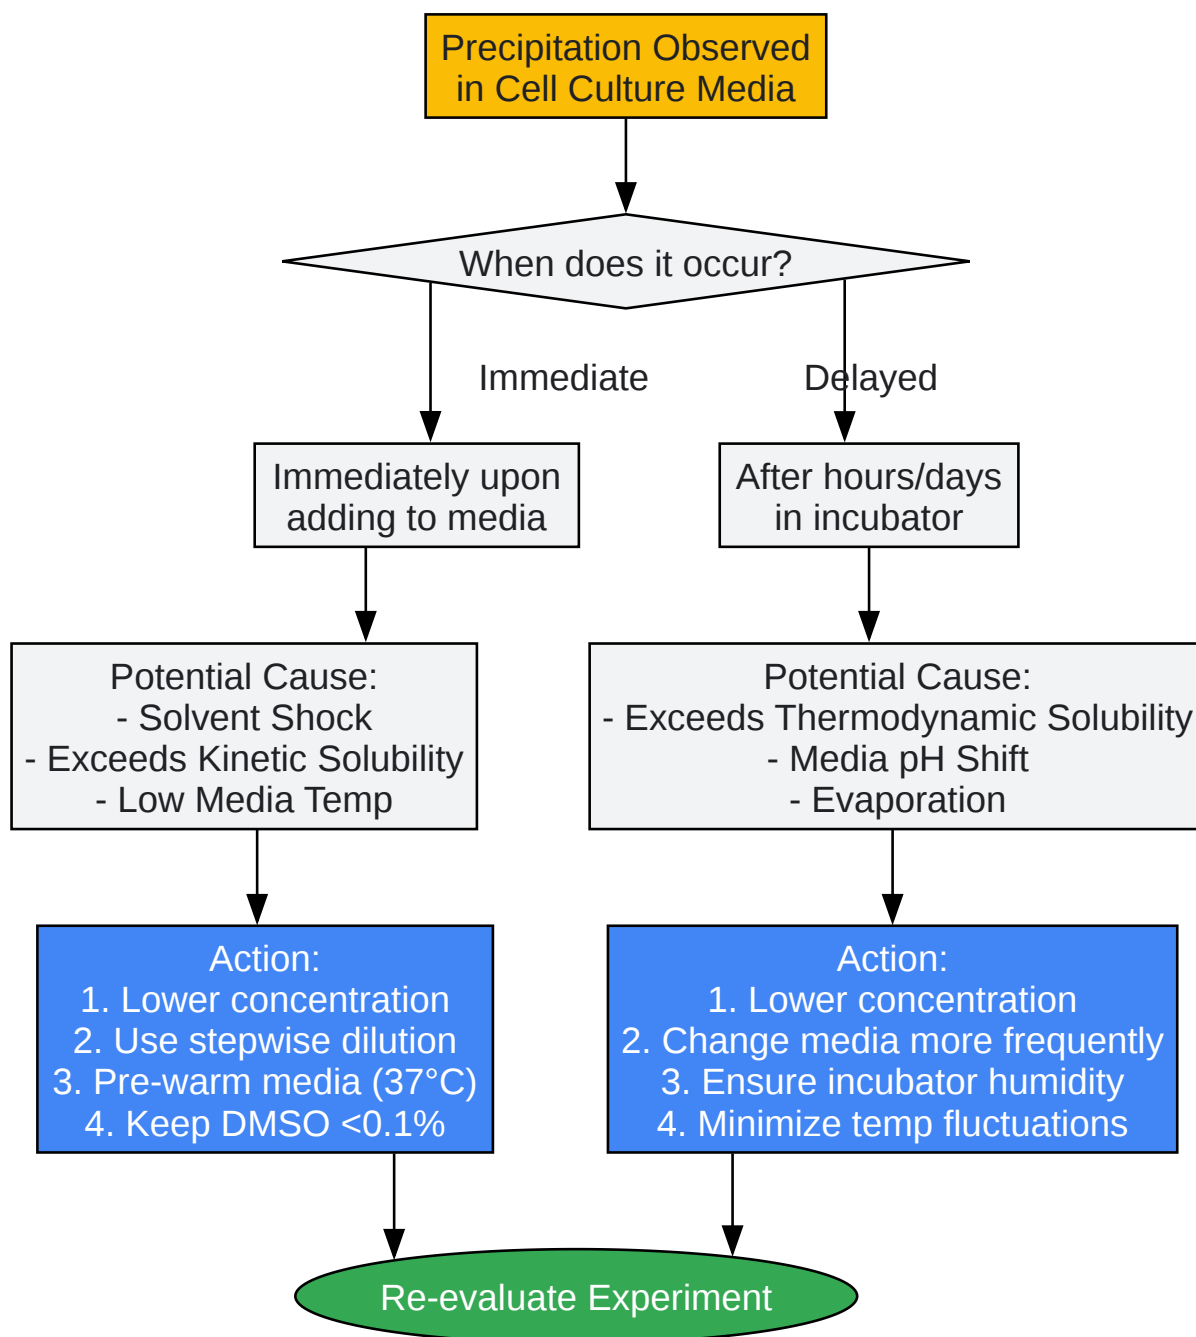 Precipitation Observed
in Cell Culture Media
When does it occur?
Immediate
Delayed
Immediately upon
adding to media
After hours/days
in incubator
Potential Cause:
- Solvent Shock
- Exceeds Kinetic Solubility
- Low Media Temp
Potential Cause:
- Exceeds Thermodynamic Solubility
- Media pH Shift
- Evaporation
Action:
1. Lower concentration
2. Use stepwise dilution
3. Pre-warm media (37°C)
4. Keep DMSO <0.1%
Action:
1. Lower concentration
2. Change media more frequently
3. Ensure incubator humidity
4. Minimize temp fluctuations
Re-evaluate Experiment